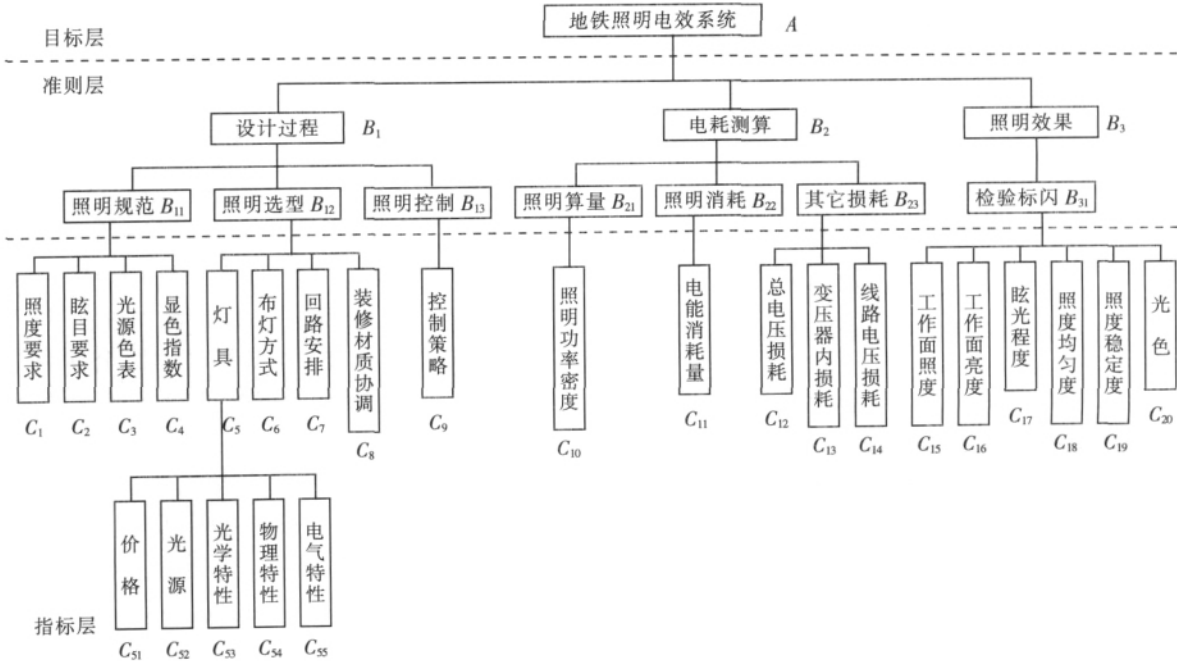 地铁照明电效系统 A
目标层
准则层
设计过程 B₁
电耗测算 B₂
照明效果 B₃
照明规范 B₁₁
照明选型 B₁₂
照明控制 B₁₃
照明算量 B₂₁
照明消耗 B₂₂
其它损耗 B₂₃
检验标闪 B₃₁
照度要求
眩目要求
光源色表
显色指数
灯具
布灯方式
回路安排
装修材质协调
控制策略
照明功率密度
电能消耗量
总电压损耗
变压器内损耗
线路电压损耗
工作面照度
工作面亮度
眩光程度
照度均匀度
照度稳定度
光色
C₁
C₂
C₃
C₄
C₅
C₆
C₇
C₈
C₉
C₁₀
C₁₁
C₁₂
C₁₃
C₁₄
C₁₅
C₁₆
C₁₇
C₁₈
C₁₉
C₂₀
价格
光源
光学特性
物理特性
电气特性
指标层
C₅₁
C₅₂
C₅₃
C₅₄
C₅₅